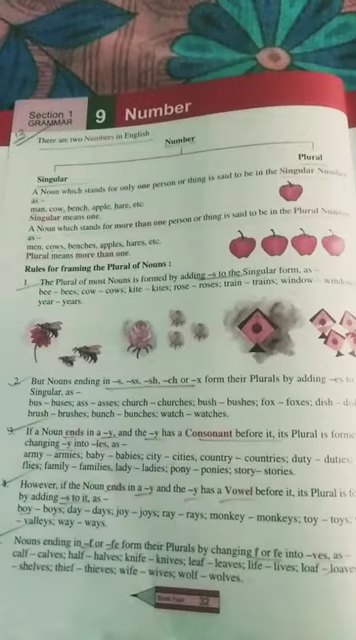 Section 1
GRAMMAR
9 Number
There are two Numbers in English
Number
Singular
Plural
A Noun which stands for only one person or thing is said to be in the Singular Number
as –
man, cow, bench, apple, hare, etc.
Singular means one.
A Noun which stands for more than one person or thing is said to be in the Plural Number
as –
men, cows, benches, apples, hares, etc.
Plural means more than one.
Rules for framing the Plural of Nouns :
1. The Plural of most Nouns is formed by adding –s to the Singular form, as –
bee – bees; cow – cows; kite – kites; rose – roses; train – trains; window –
year – years.
2. But Nouns ending in –s, –ss, –sh, –ch or –x form their Plurals by adding –es to
Singular, as –
bus – buses; ass – asses; church – churches; bush – bushes; fox – foxes; dish –
brush – brushes; bunch – bunches; watch – watches.
3. If a Noun ends in a –y, and the –y has a Consonant before it, its Plural is
changing –y into –ies, as –
army – armies; baby – babies; city – cities, country – countries; duty – duties;
flies; family – families, lady – ladies; pony – ponies; story– stories.
However, if the Noun ends in a –y and the –y has a Vowel before it, its Plural is
by adding –s to it, as –
boy – boys; day – days; joy – joys; ray – rays; monkey – monkeys; toy – toys;
– valleys; way – ways.
Nouns ending in –f or –fe form their Plurals by changing f or fe into –ves, as –
calf – calves; half – halves; knife – knives; leaf – leaves; life – lives; loaf –
– shelves; thief – thieves; wife – wives; wolf – wolves.
32